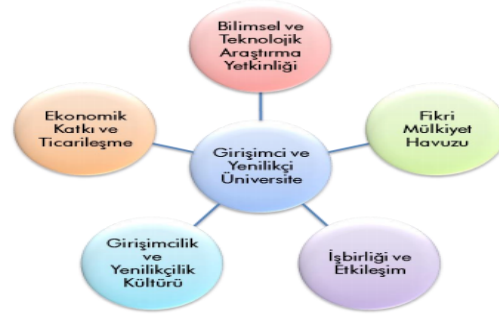 Bilimsel ve
Teknolojik
Araştırma
Yetkinliği
Ekonomik
Katkı ve
Ticarileşme
Fikri
Mülkiyet
Havuzu
Girişimci ve
Yenilikçi
Üniversite
Girişimcilik
ve
Yenilikçilik
Kültürü
İşbirliği ve
Etkileşim